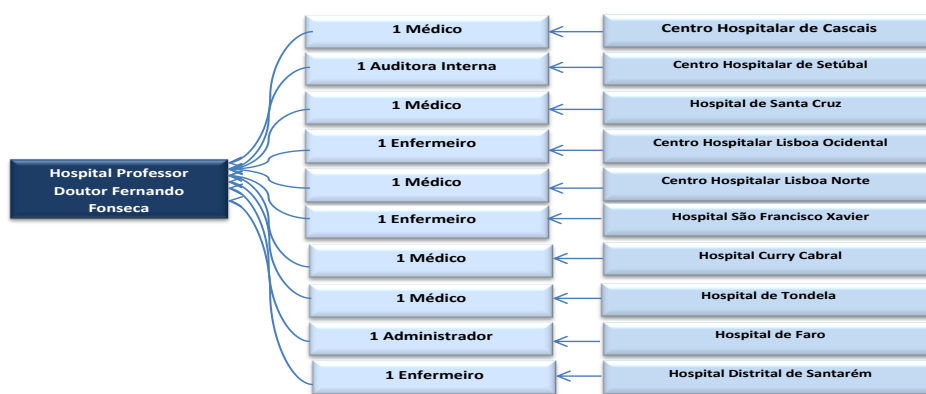 1 Médico
Centro Hospitalar de Cascais
1 Auditora Interna
Centro Hospitalar de Setúbal
1 Médico
Hospital de Santa Cruz
1 Enfermeiro
Centro Hospitalar Lisboa Ocidental
Hospital Professor
Doutor Fernando
Fonseca
1 Médico
Centro Hospitalar Lisboa Norte
1 Enfermeiro
Hospital São Francisco Xavier
1 Médico
Hospital Curry Cabral
1 Médico
Hospital de Tondela
1 Administrador
Hospital de Faro
1 Enfermeiro
Hospital Distrital de Santarém